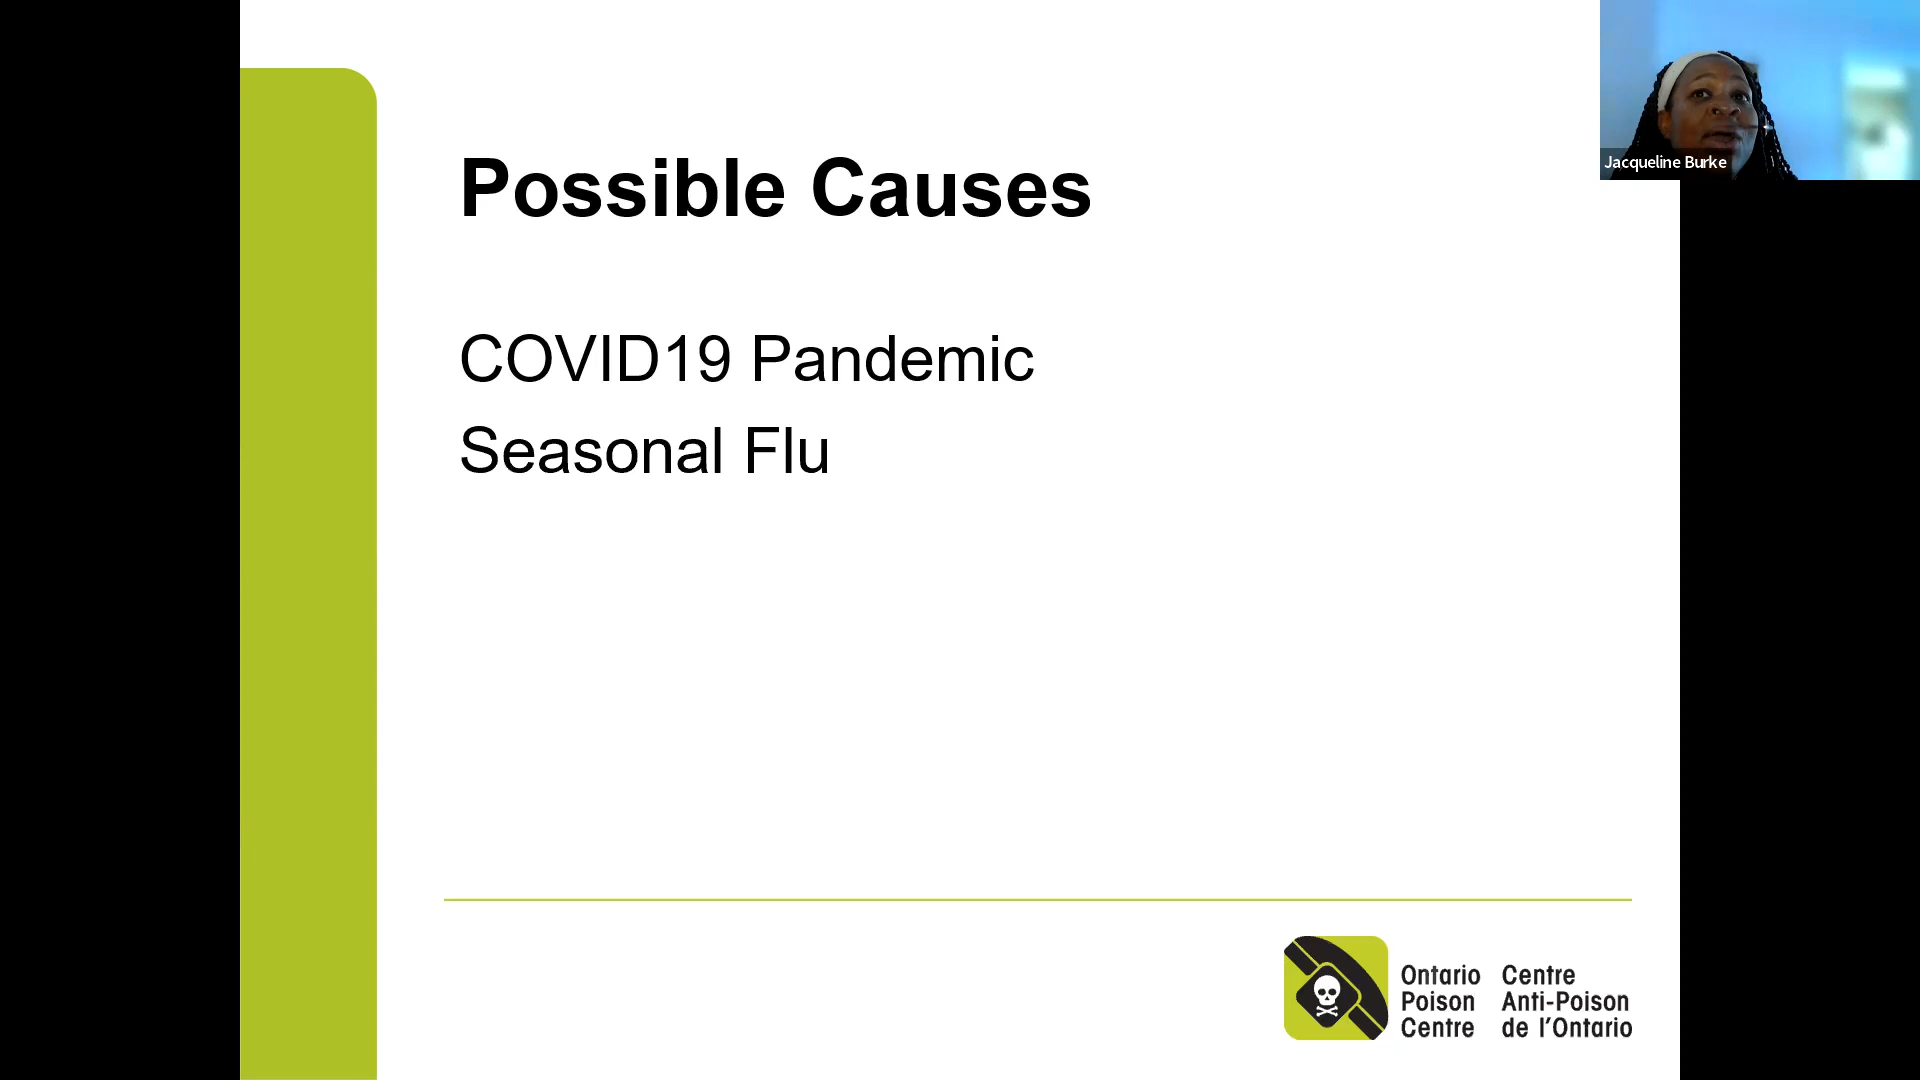 Possible Causes
COVID19 Pandemic
Seasonal Flu
Jacqueline Burke
Ontario
Poison
Centre
Centre
Anti-Poison
de l'Ontario